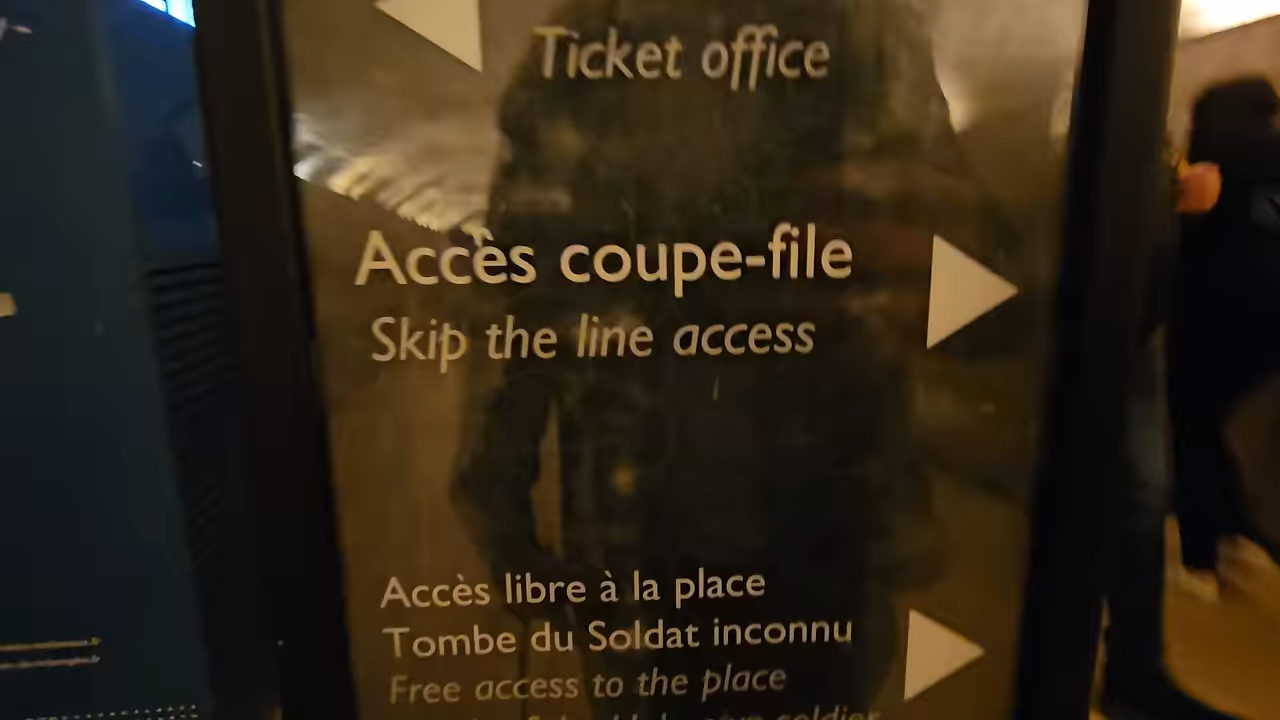 Ticket office
Accès coupe-file
Skip the line access
Accès libre à la place
Tombe du Soldat inconnu
Free access to the place
soldier